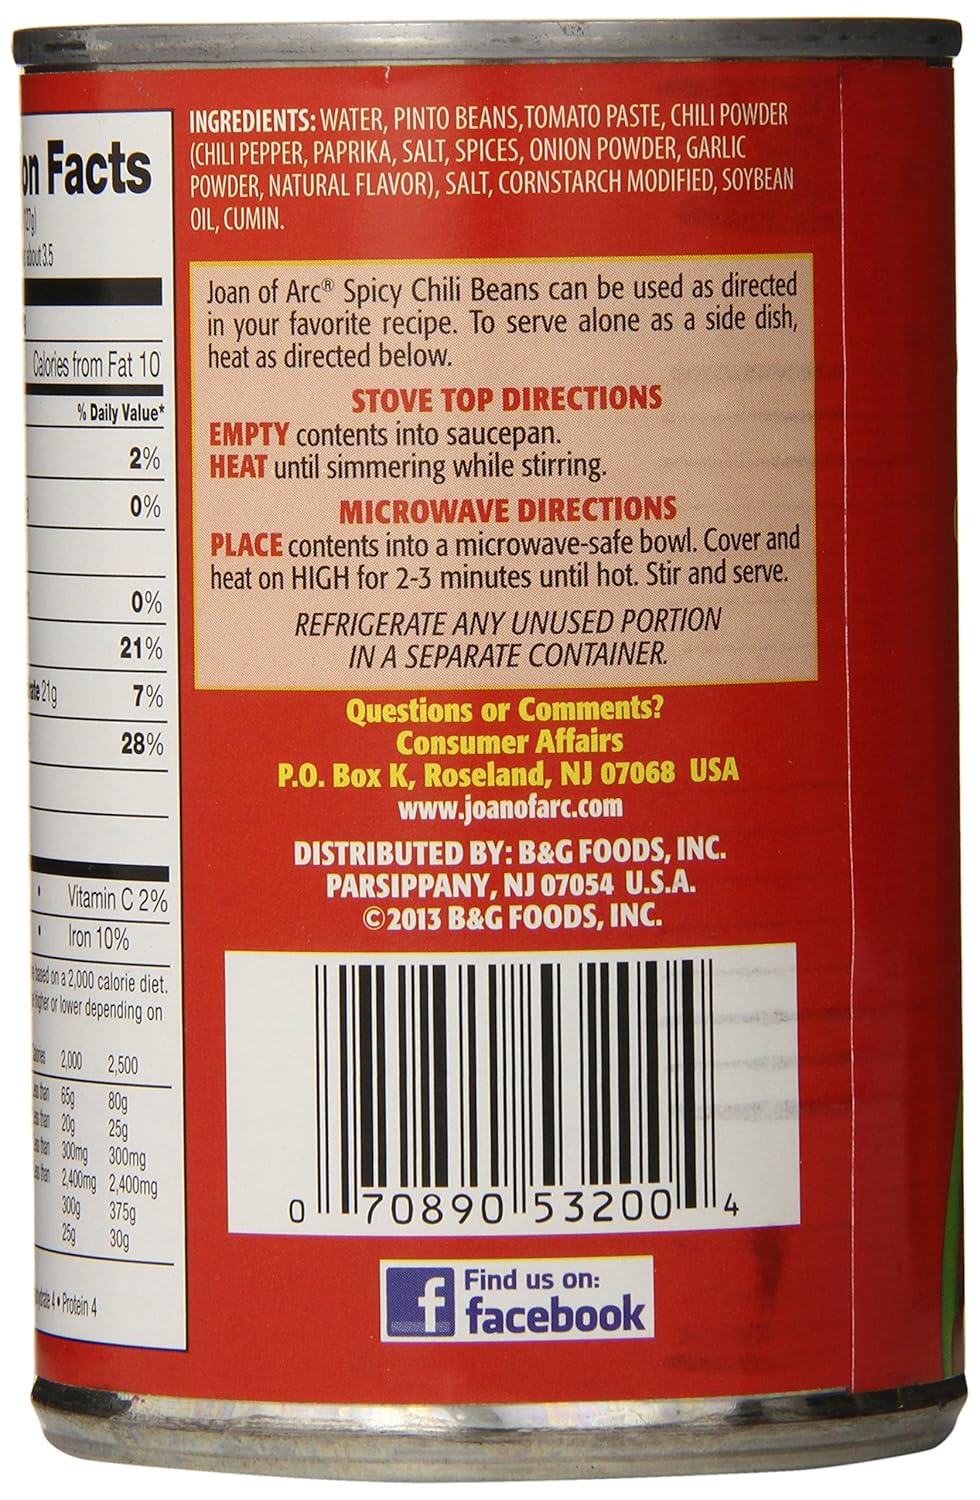 on Facts
about 3.5
Calories from Fat 10
% Daily Value*
2%
0%
0%
21%
21g 7%
28%
• Vitamin C 2%
• Iron 10%
based on a 2,000 calorie diet.
higher or lower depending on
2,000 2,500
than 65g 80g
than 20g 25g
than 300mg 300mg
than 2,400mg 2,400mg
300g 375g
25g 30g
4 • Protein 4
INGREDIENTS: WATER, PINTO BEANS,TOMATO PASTE, CHILI POWDER
(CHILI PEPPER, PAPRIKA, SALT, SPICES, ONION POWDER, GARLIC
POWDER, NATURAL FLAVOR), SALT, CORNSTARCH MODIFIED, SOYBEAN
OIL, CUMIN.
Joan of Arc® Spicy Chili Beans can be used as directed
in your favorite recipe. To serve alone as a side dish,
heat as directed below.
STOVE TOP DIRECTIONS
EMPTY contents into saucepan.
HEAT until simmering while stirring.
MICROWAVE DIRECTIONS
PLACE contents into a microwave-safe bowl. Cover and
heat on HIGH for 2-3 minutes until hot. Stir and serve.
REFRIGERATE ANY UNUSED PORTION
IN A SEPARATE CONTAINER.
Questions or Comments?
Consumer Affairs
P.O. Box K, Roseland, NJ 07068 USA
www.joanofarc.com
DISTRIBUTED BY: B&G FOODS, INC.
PARSIPPANY, NJ 07054 U.S.A.
©2013 B&G FOODS, INC.
0 70890 53200 4
f Find us on:
facebook